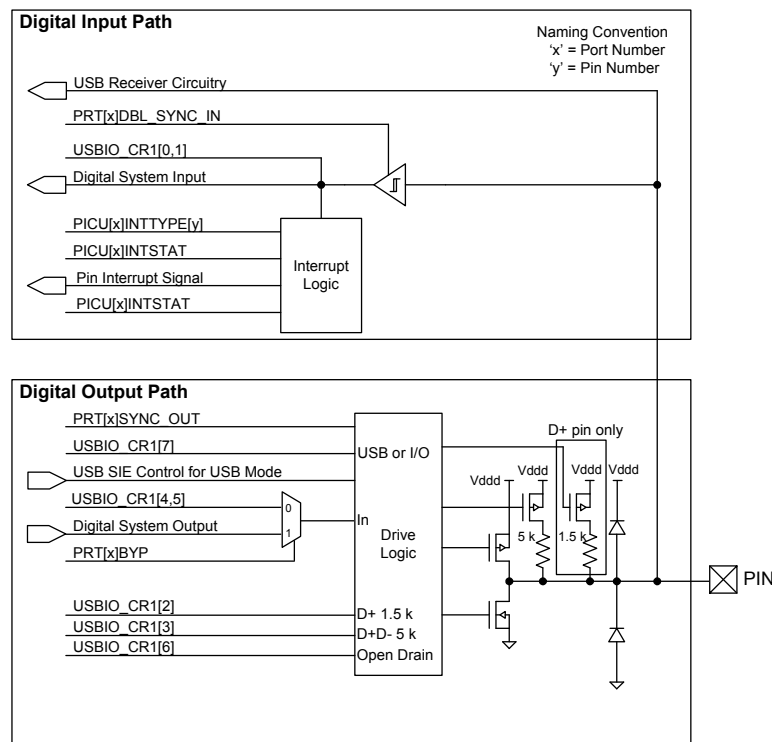 Digital Input Path
Naming Convention
‘x’ = Port Number
‘y’ = Pin Number
USB Receiver Circuitry
PRT[x]DBL_SYNC_IN
USBIO_CR1[0,1]
Digital System Input
PICU[x]INTTYPE[y]
PICU[x]INTSTAT
Pin Interrupt Signal
PICU[x]INTSTAT
Interrupt
Logic
Digital Output Path
PRT[x]SYNC_OUT
USBIO_CR1[7]
USB SIE Control for USB Mode
USBIO_CR1[4,5]
Digital System Output
PRT[x]BYP
0
1
USB or I/O
In
Drive
Logic
D+ pin only
Vddd
Vddd
Vddd
Vddd
5 k
1.5 k
PIN
USBIO_CR1[2]
USBIO_CR1[3]
USBIO_CR1[6]
D+ 1.5 k
D+D- 5 k
Open Drain